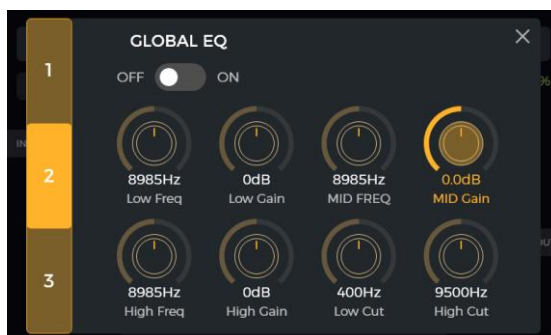 GLOBAL EQ
OFF ON
1
2
3
8985Hz 0dB 8985Hz 0.0dB
Low Freq Low Gain MID FREQ MID Gain
8985Hz 0dB 400Hz 9500Hz
High Freq High Gain Low Cut High Cut
%
IN